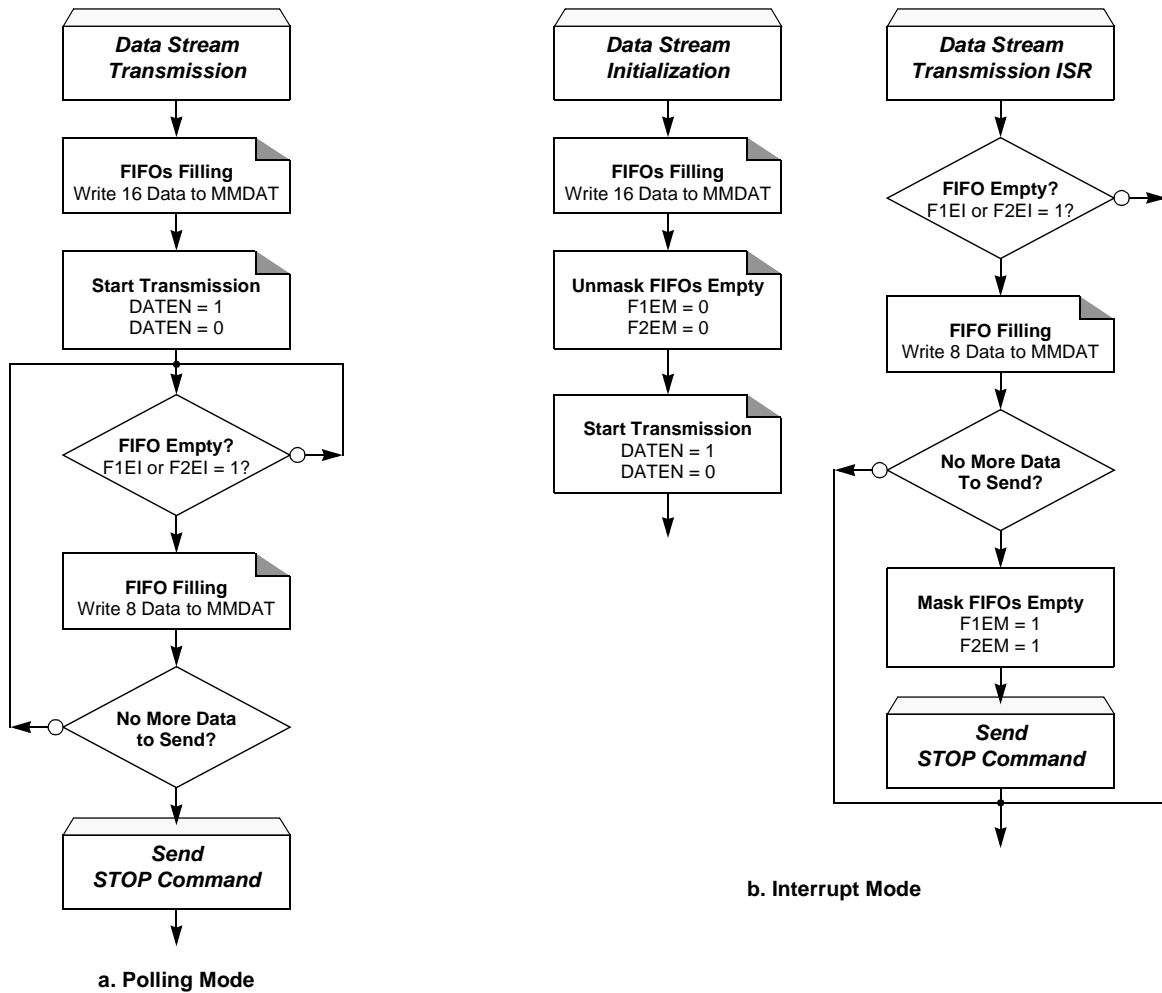 Data Stream
Transmission
FIFOs Filling
Write 16 Data to MMDAT
Start Transmission
DATEN = 1
DATEN = 0
FIFO Empty?
F1EI or F2EI = 1?
FIFO Filling
Write 8 Data to MMDAT
No More Data
to Send?
Send
STOP Command
a. Polling Mode
Data Stream
Initialization
FIFOs Filling
Write 16 Data to MMDAT
Unmask FIFOs Empty
F1EM = 0
F2EM = 0
Start Transmission
DATEN = 1
DATEN = 0
Data Stream
Transmission ISR
FIFO Empty?
F1EI or F2EI = 1?
FIFO Filling
Write 8 Data to MMDAT
No More Data
To Send?
Mask FIFOs Empty
F1EM = 1
F2EM = 1
Send
STOP Command
b. Interrupt Mode